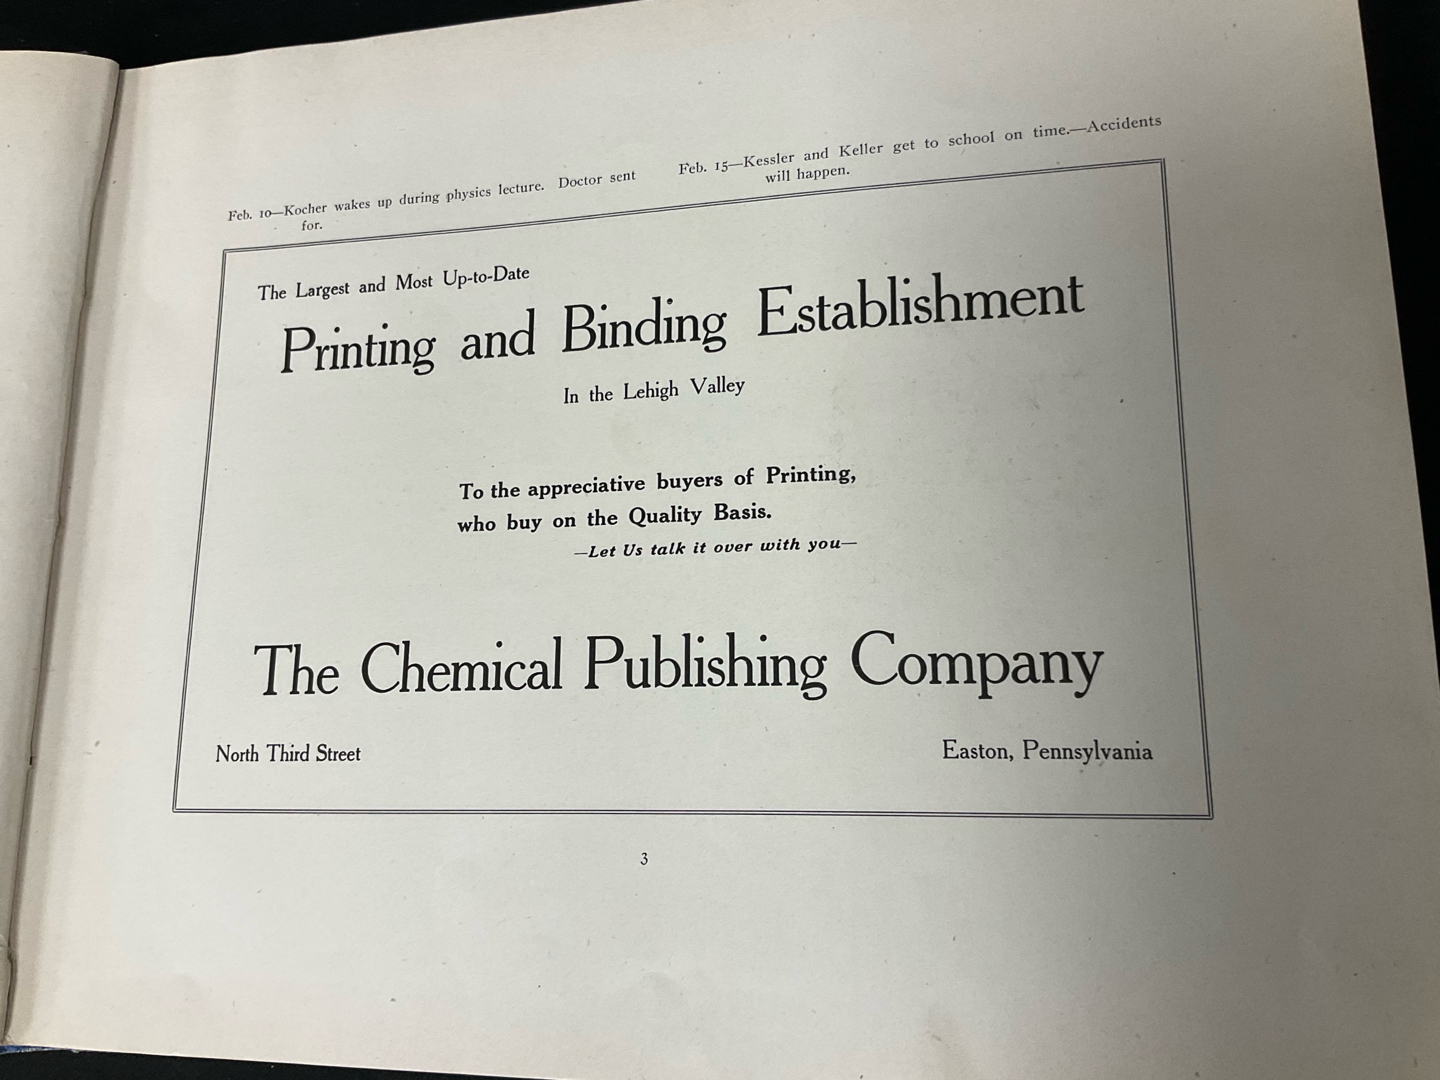 Feb. 10—Kocher wakes up during physics lecture. Doctor sent
for.
Feb. 15—Kessler and Keller get to school on time.—Accidents
will happen.
The Largest and Most Up-to-Date
Printing and Binding Establishment
In the Lehigh Valley
To the appreciative buyers of Printing,
who buy on the Quality Basis.
—Let Us talk it over with you—
The Chemical Publishing Company
North Third Street
Easton, Pennsylvania
3